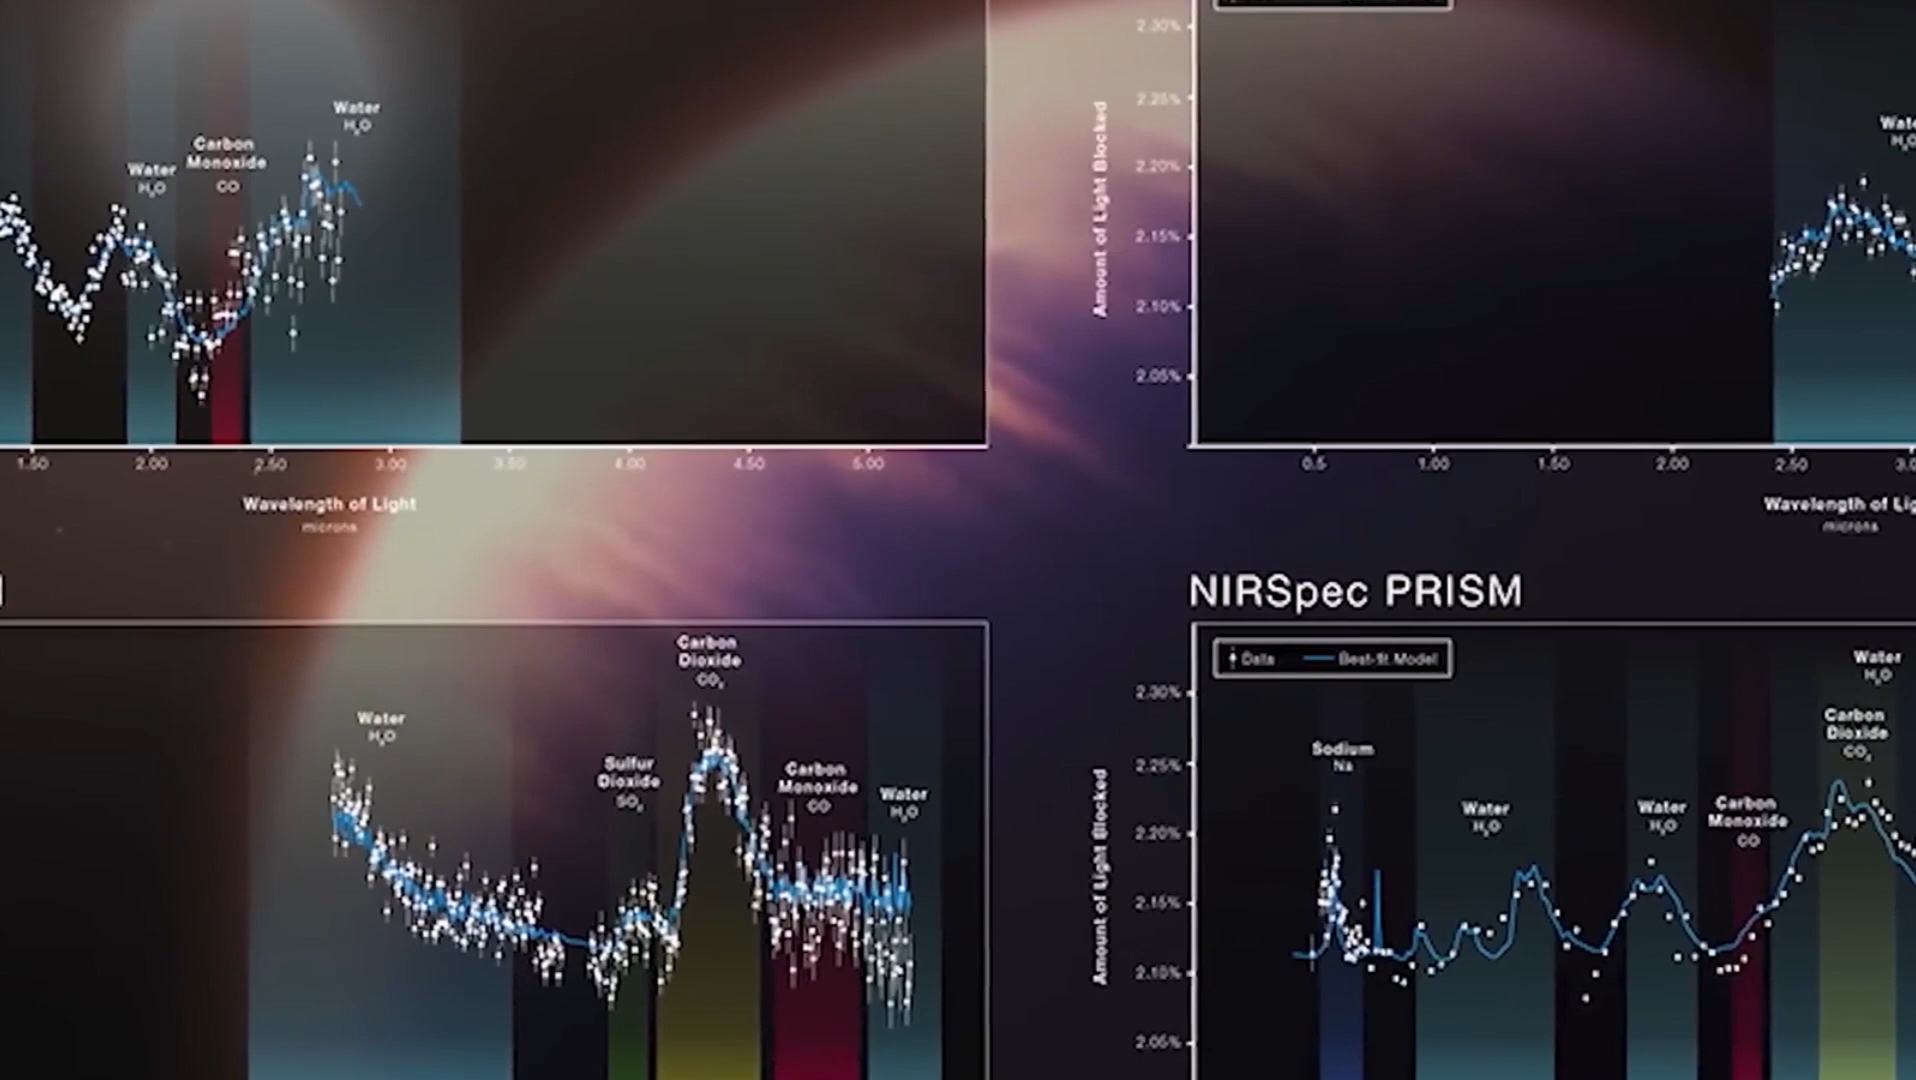 2.30%
2.25%
2.20%
2.15%
2.10%
2.05%
Amount of Light Blocked
Water
H₂O
Carbon
Monoxide
CO
Water
H₂O
1.50 2.00 2.50 3.00 3.50 4.00 4.50 5.00
Wavelength of Light
microns
0.5 1.00 1.50 2.00 2.50
microns
NIRSpec PRISM
Water
H₂O
Sulfur
Dioxide
SO₂
Carbon
Dioxide
CO₂
Carbon
Monoxide
CO
Water
H₂O
Data Best-fit Model
2.30%
2.25%
2.20%
2.15%
2.10%
2.05%
Amount of Light Blocked
Sodium
Na
Water
H₂O
Water
H₂O
Carbon
Monoxide
CO
Carbon
Dioxide
CO₂
Water
H₂O